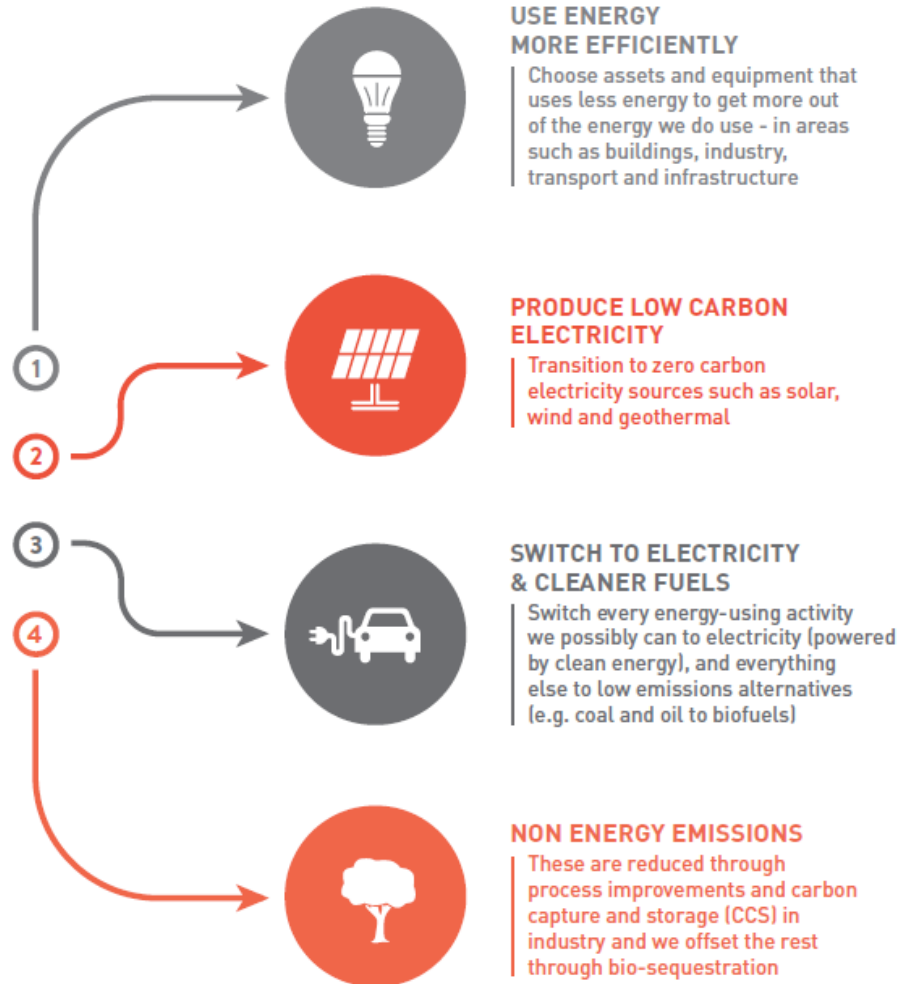 USE ENERGY
MORE EFFICIENTLY
Choose assets and equipment that
uses less energy to get more out
of the energy we do use - in areas
such as buildings, industry,
transport and infrastructure
1
PRODUCE LOW CARBON
ELECTRICITY
Transition to zero carbon
electricity sources such as solar,
wind and geothermal
2
3
SWITCH TO ELECTRICITY
& CLEANER FUELS
Switch every energy-using activity
we possibly can to electricity (powered
by clean energy), and everything
else to low emissions alternatives
(e.g. coal and oil to biofuels)
4
NON ENERGY EMISSIONS
These are reduced through
process improvements and carbon
capture and storage (CCS) in
industry and we offset the rest
through bio-sequestration